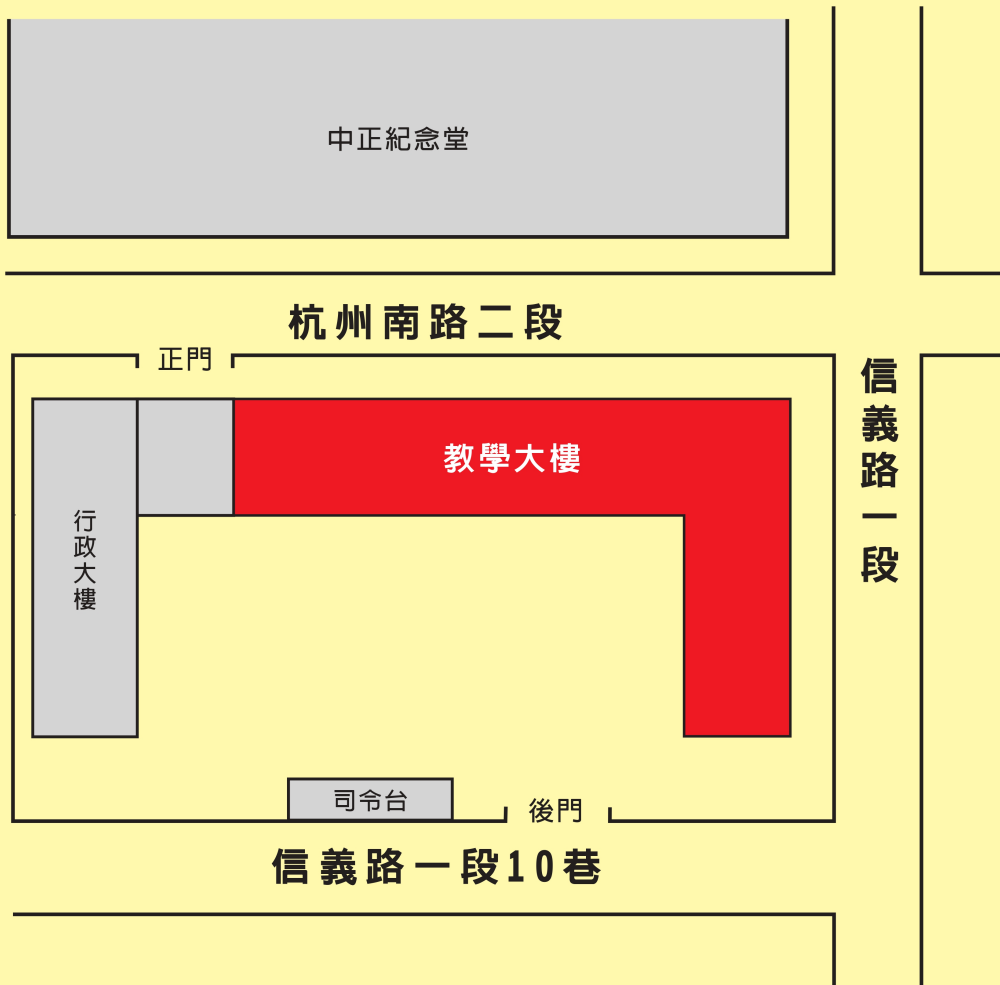 中正紀念堂
杭州南路二段
正門
信義路一段
教學大樓
行政大樓
司令台
後門
信義路一段10巷